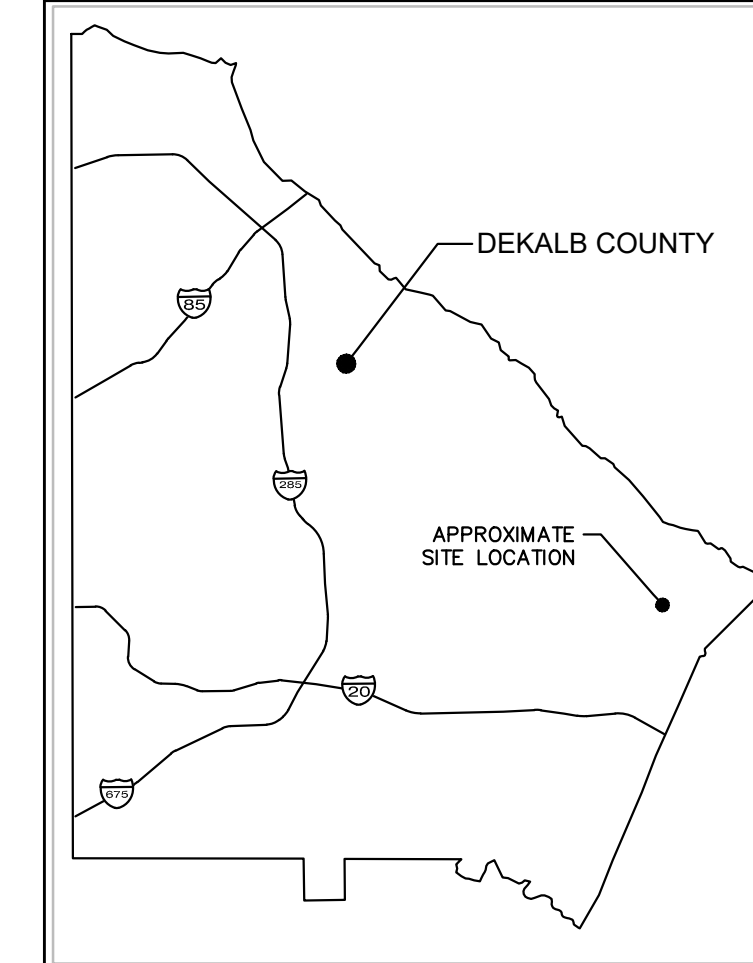 DEKALB COUNTY
85
285
APPROXIMATE
SITE LOCATION
20
675